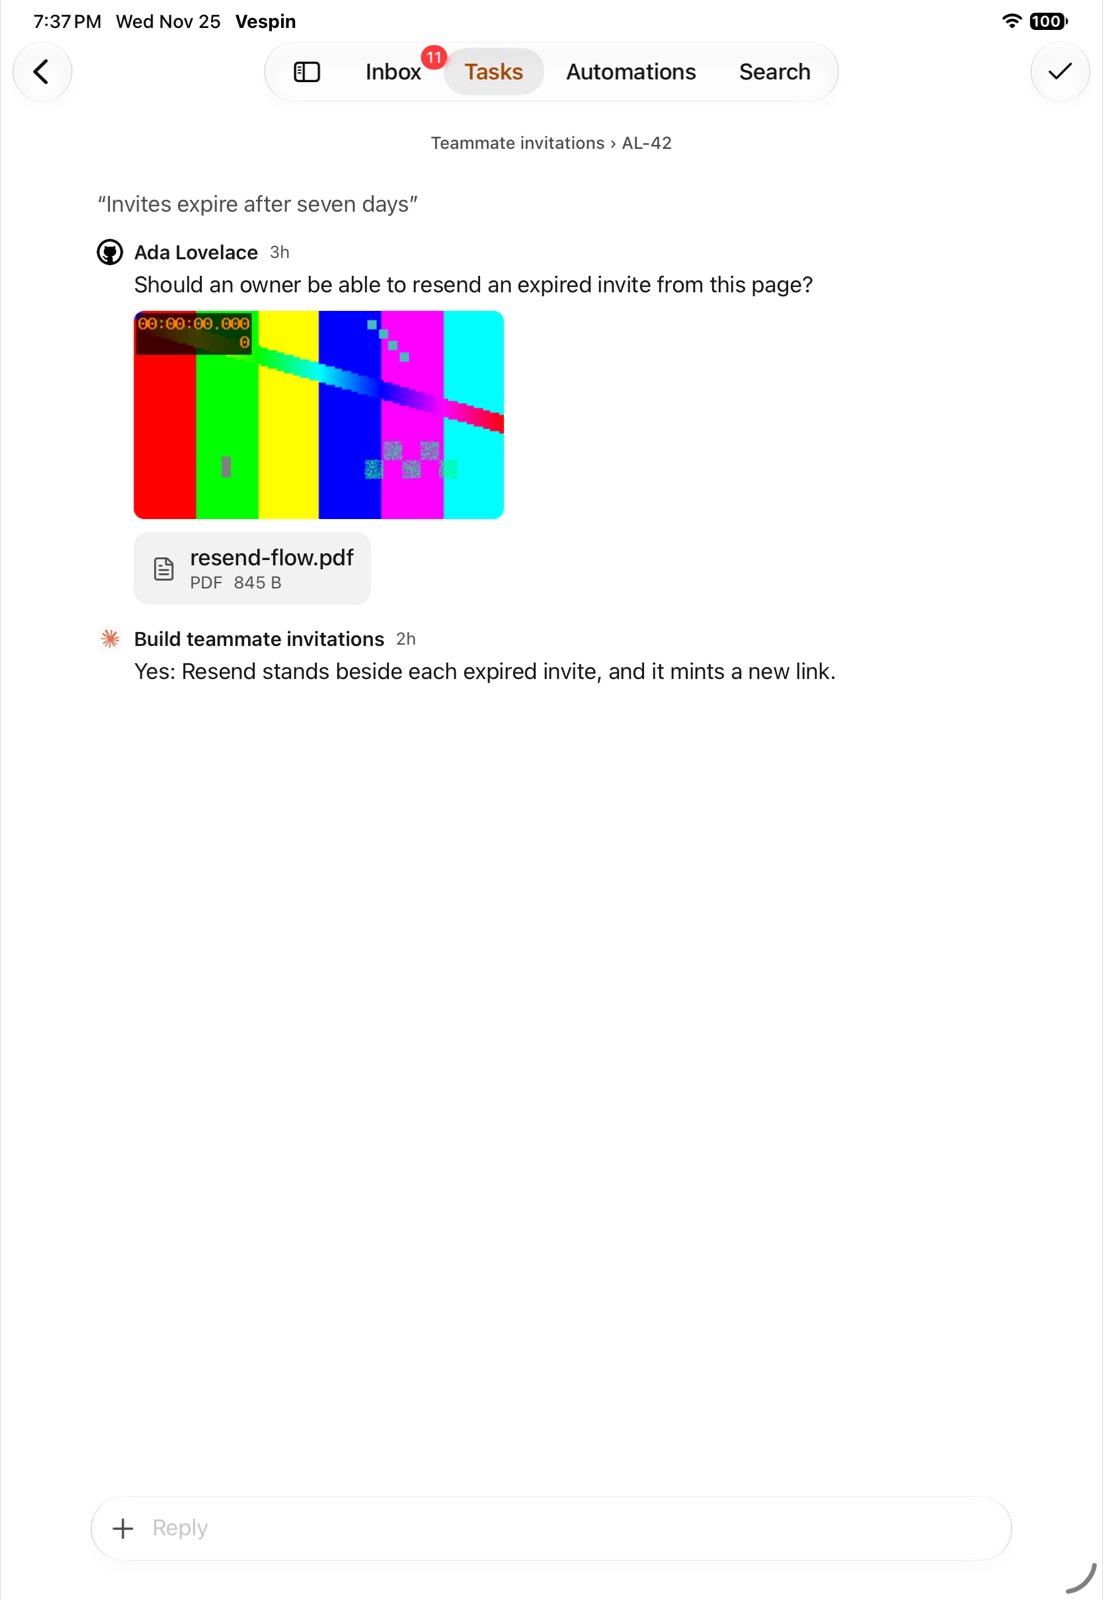 7:37 PM Wed Nov 25 Vespin
100
Inbox 11 Tasks Automations Search
Teammate invitations › AL-42
“Invites expire after seven days”
Ada Lovelace 3h
Should an owner be able to resend an expired invite from this page?
00:00:00.000
0
resend-flow.pdf
PDF 845 B
Build teammate invitations 2h
Yes: Resend stands beside each expired invite, and it mints a new link.
Reply